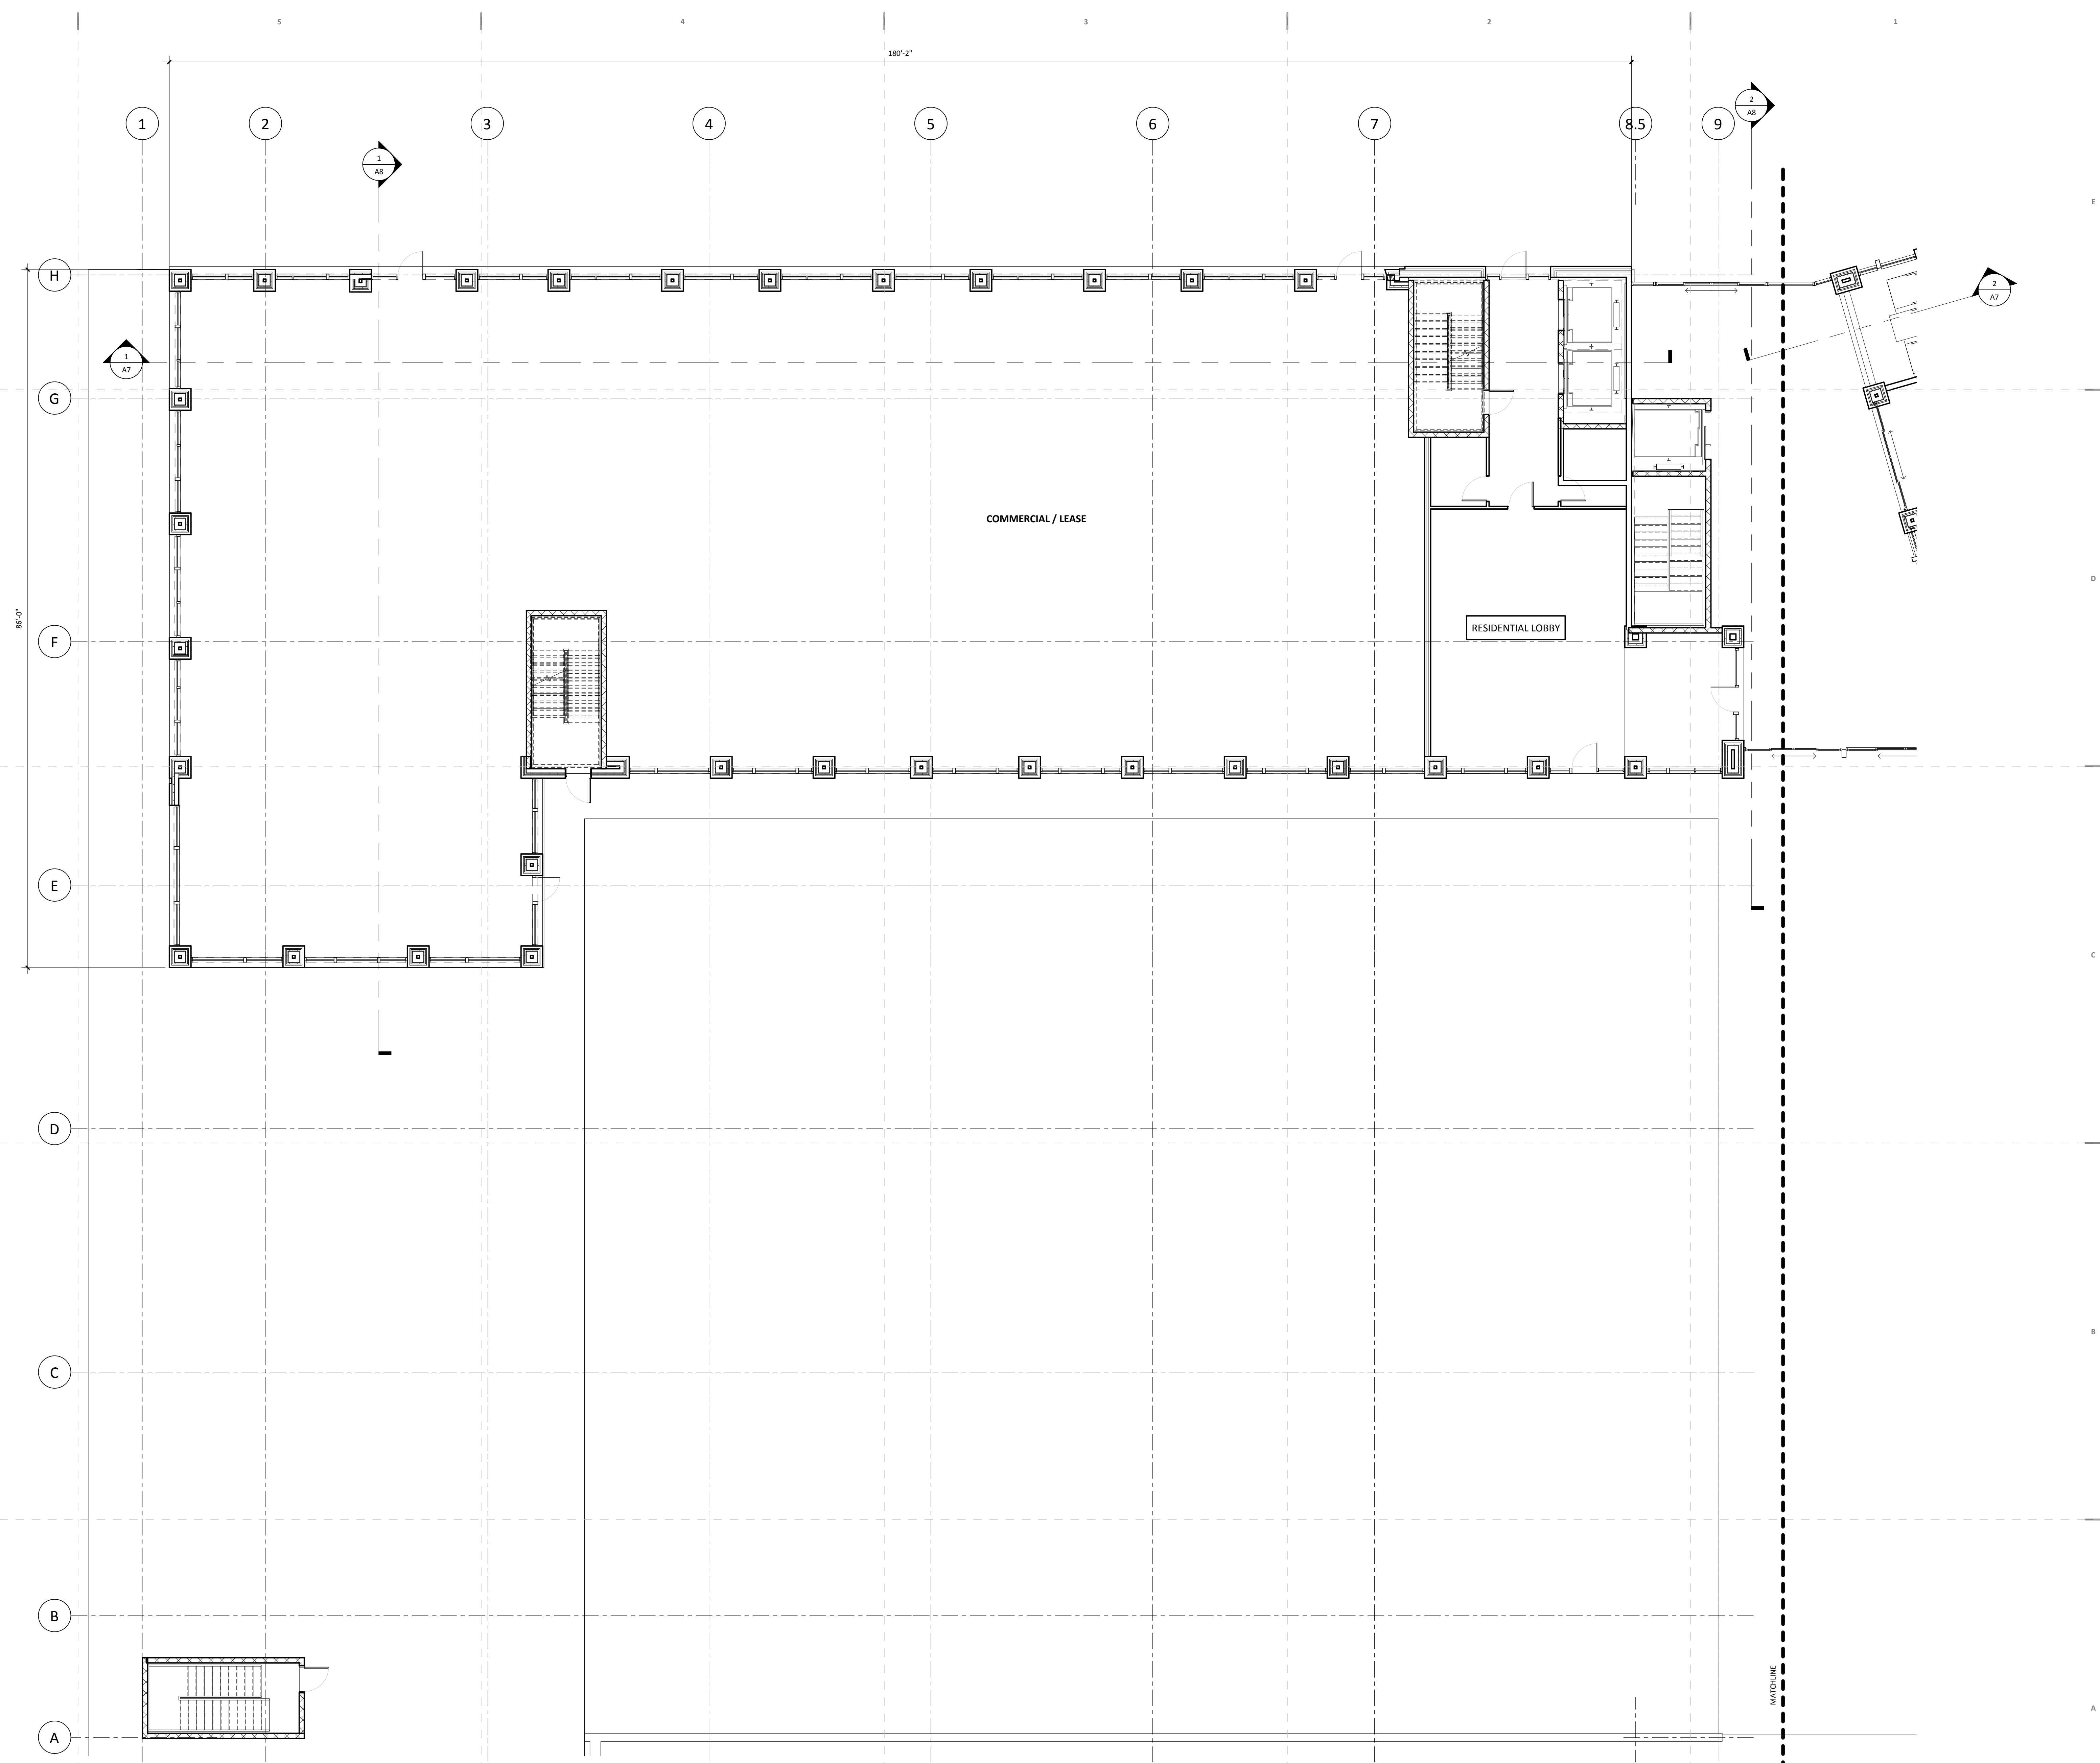 5 4 3 2 1
180'-2"
1 2 3 4 5 6 7 8.5 9
2
A8
1
A8
E
H
2
A7
1
A7
G
COMMERCIAL / LEASE
D
86'-0"
F
RESIDENTIAL LOBBY
E
C
D
B
C
B
MATCHLINE
A
A